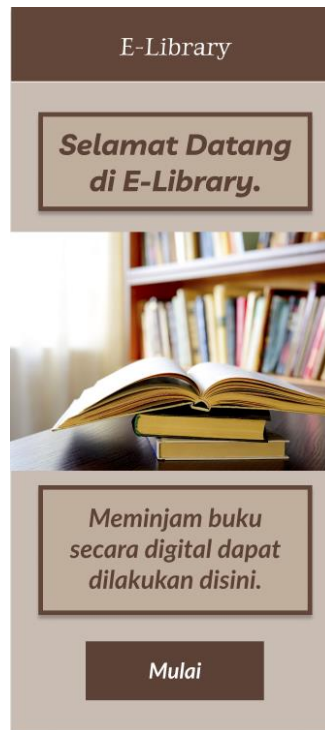 E-Library
Selamat Datang
di E-Library.
Meminjam buku
secara digital dapat
dilakukan disini.
Mulai